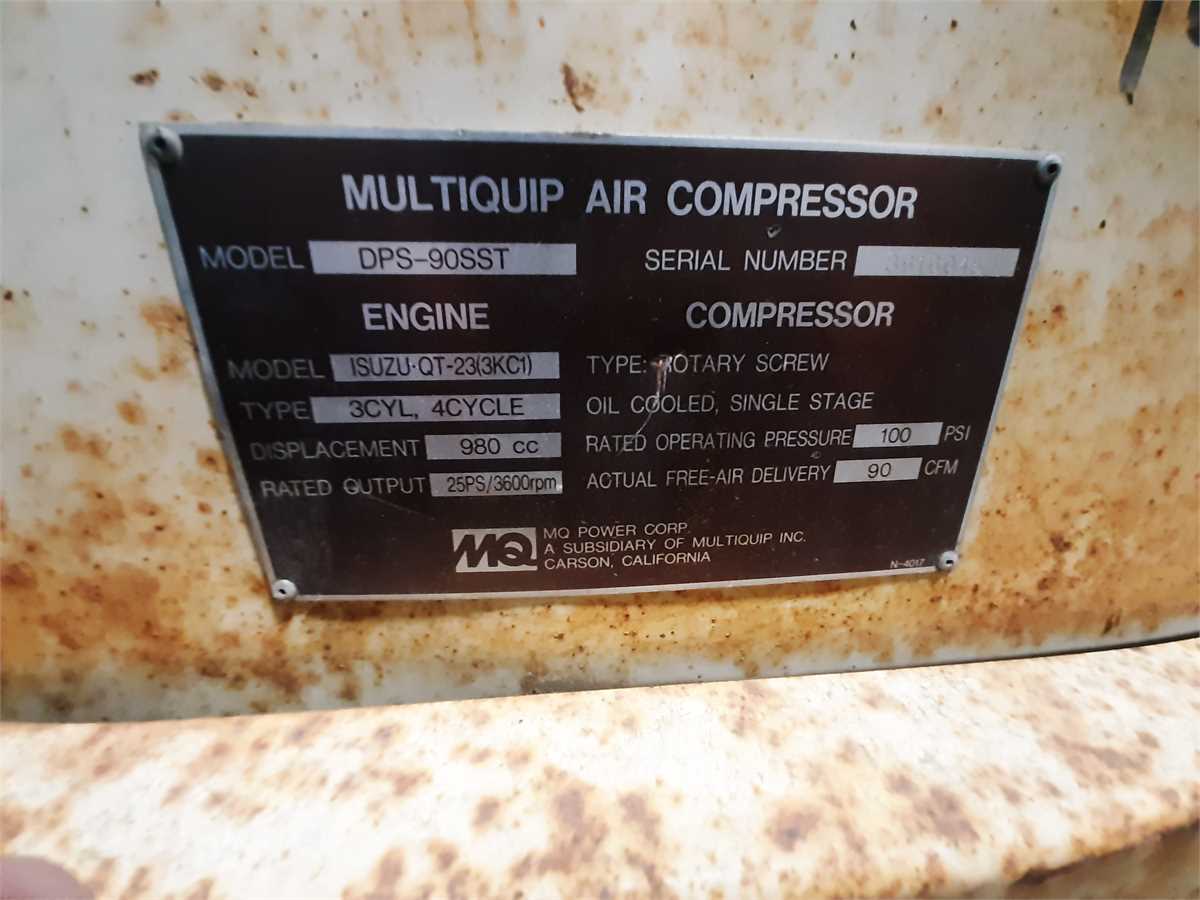 MULTIQUIP AIR COMPRESSOR
MODEL DPS-90SST SERIAL NUMBER
ENGINE COMPRESSOR
MODEL ISUZU·QT-23(3KC1) TYPE: ROTARY SCREW
TYPE 3CYL, 4CYCLE OIL COOLED, SINGLE STAGE
DISPLACEMENT 980 cc RATED OPERATING PRESSURE 100 PSI
RATED OUTPUT 25PS/3600rpm ACTUAL FREE-AIR DELIVERY 90 CFM
MQ MQ POWER CORP.
A SUBSIDIARY OF MULTIQUIP INC.
CARSON, CALIFORNIA
N-4017